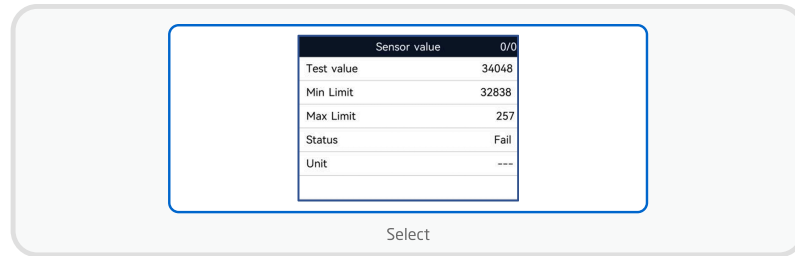 Sensor value 0/0
Test value 34048
Min Limit 32838
Max Limit 257
Status Fail
Unit ---
Select